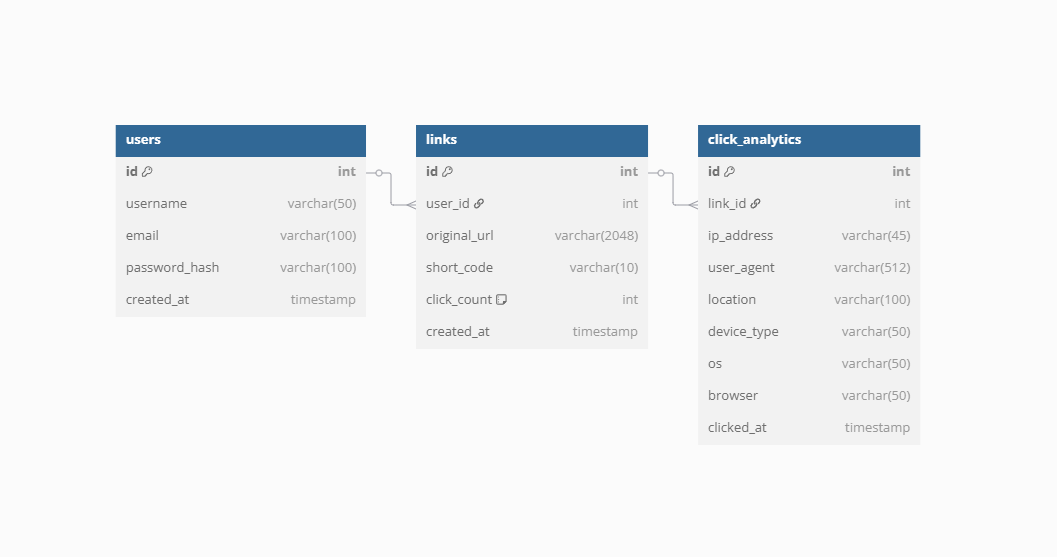 users
id int
username varchar(50)
email varchar(100)
password_hash varchar(100)
created_at timestamp
links
id int
user_id int
original_url varchar(2048)
short_code varchar(10)
click_count int
created_at timestamp
click_analytics
id int
link_id int
ip_address varchar(45)
user_agent varchar(512)
location varchar(100)
device_type varchar(50)
os varchar(50)
browser varchar(50)
clicked_at timestamp